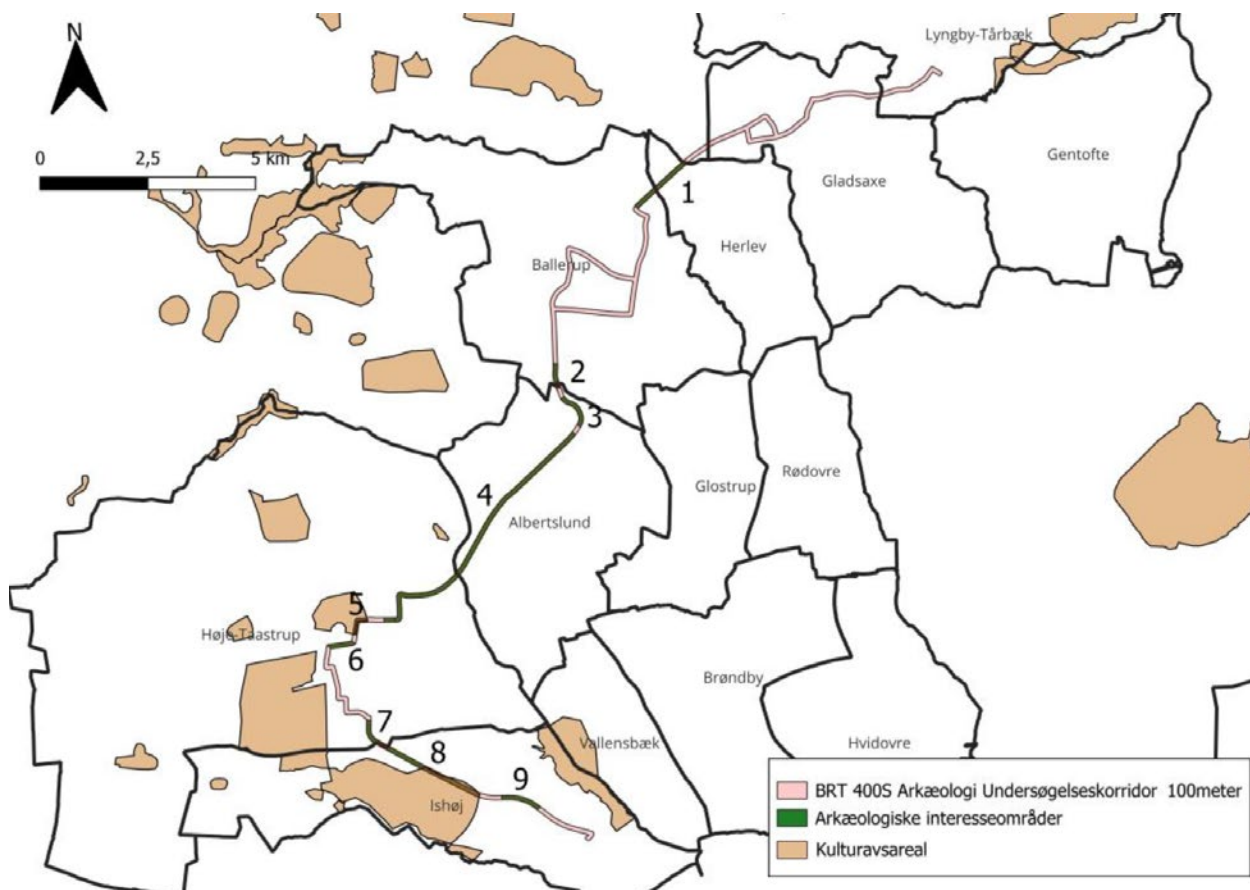 N
Lyngby-Tårbæk
0 2,5 5 km
Gentofte
Gladsaxe
1
Herlev
Ballerup
2
3
Rødovre
Glostrup
4
Albertslund
5
Høje-Taastrup
6
Brøndby
7
Vallensbæk
Hvidovre
8
9
Ishøj
BRT 400S Arkæologi Undersøgelseskorridor 100meter
Arkæologiske interesseområder
Kulturavsareal